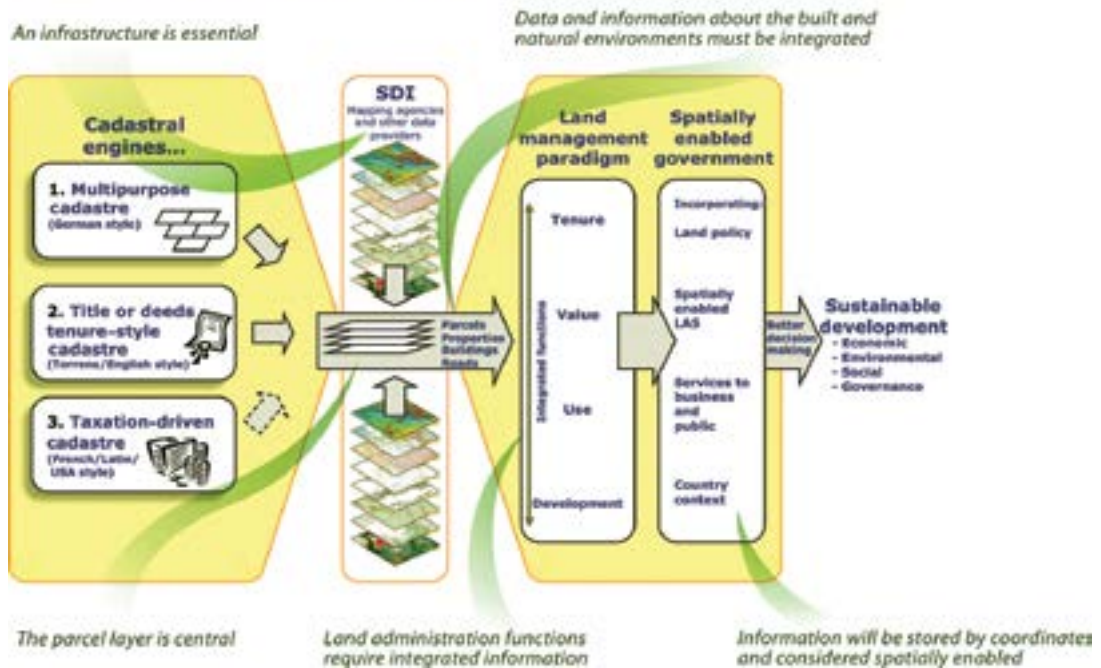 An infrastructure is essential
Data and information about the built and
natural environments must be integrated
Cadastral
engines...
1. Multipurpose
cadastre
(German style)
2. Title or deeds
tenure-style
cadastre
(Torrens/English style)
3. Taxation-driven
cadastre
(French/Latin/
USA style)
SDI
Mapping agencies
and other data
providers
Parcels
Properties
Buildings
Roads
Land
management
paradigm
Integrated functions
Tenure
Value
Use
Development
Spatially
enabled
government
Incorporating:
Land policy
Spatially
enabled
LAS
Services to
business
and
public
Country
context
Better
decision
making
Sustainable
development
- Economic
- Environmental
- Social
- Governance
The parcel layer is central
Land administration functions
require integrated information
Information will be stored by coordinates
and considered spatially enabled